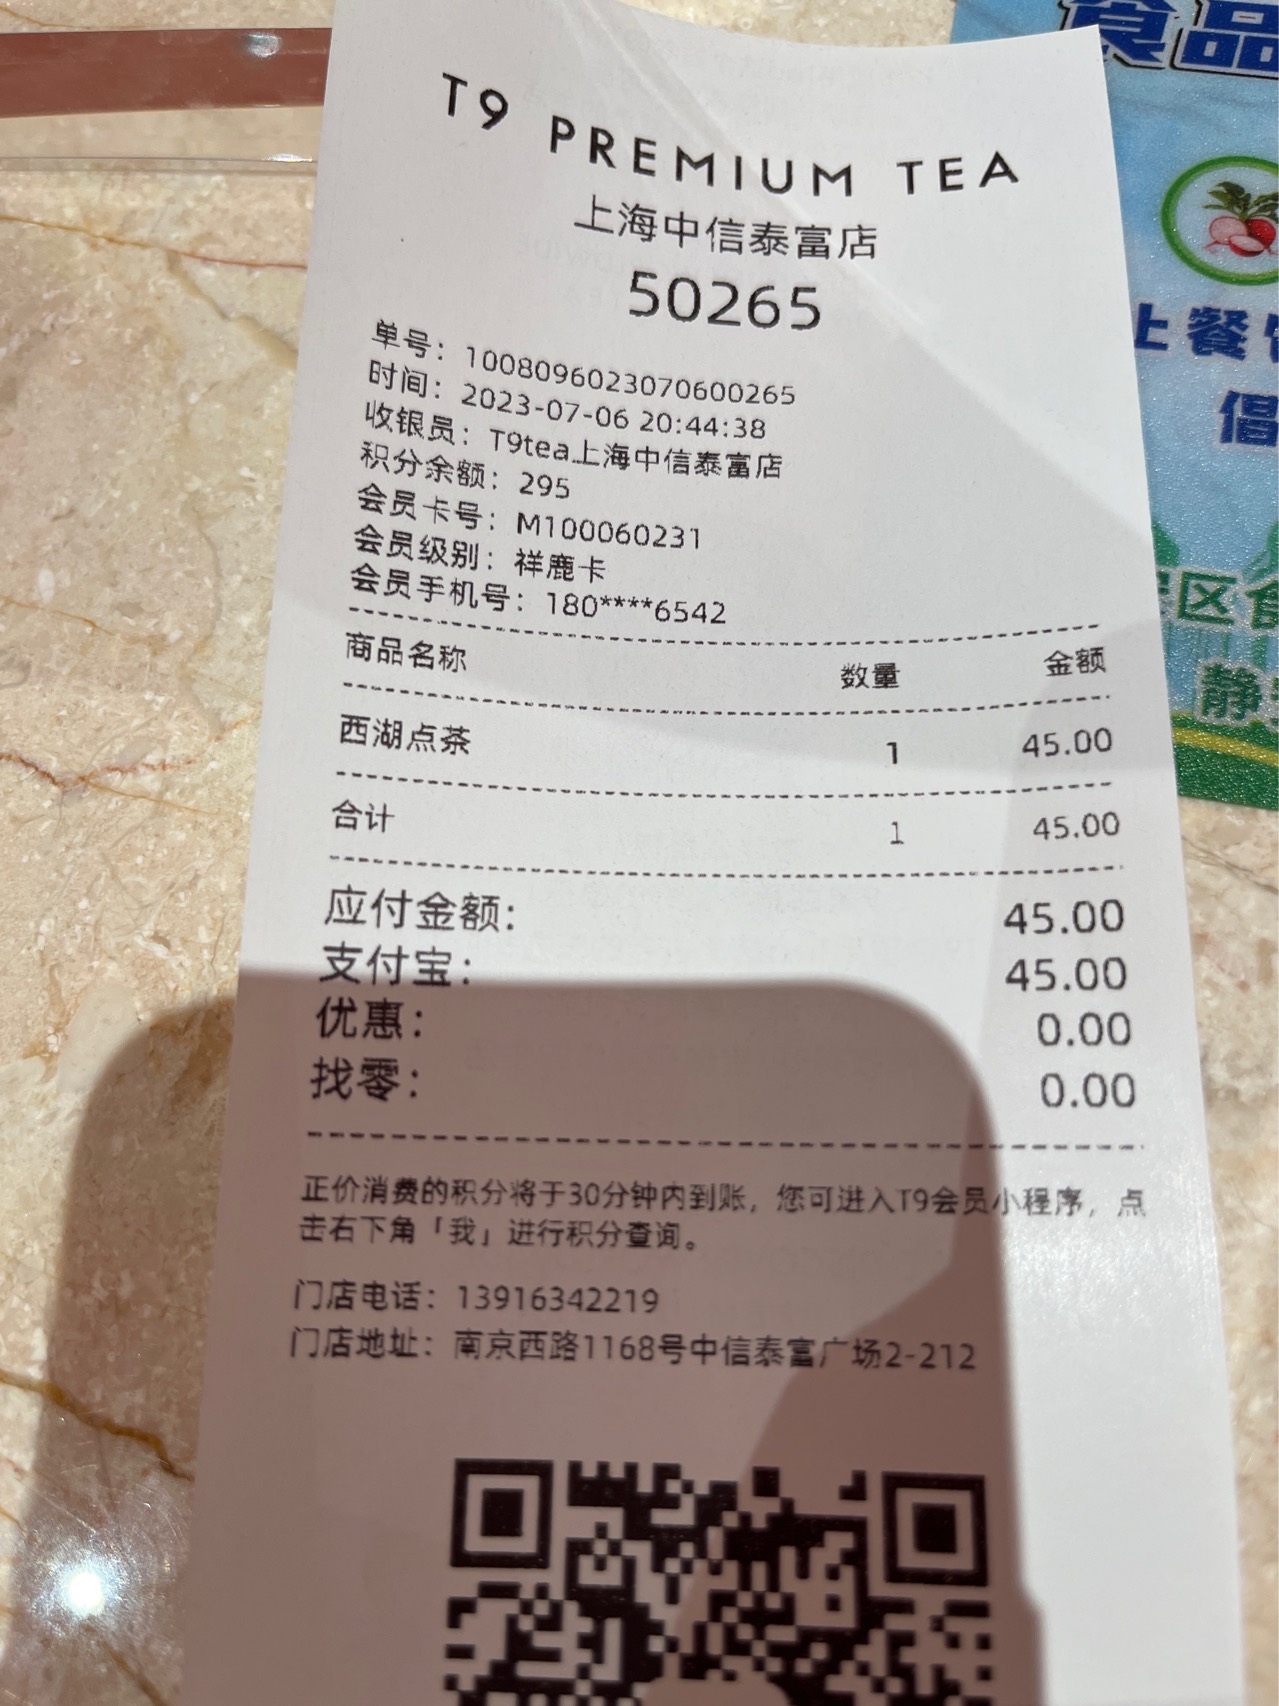 T9 PREMIUM TEA
上海中信泰富店
50265
单号：1008096023070600265
时间：2023-07-06 20:44:38
收银员：T9tea上海中信泰富店
积分余额：295
会员卡号：M100060231
会员级别：祥鹿卡
会员手机号：180****6542
商品名称 数量 金额
西湖点茶 1 45.00
合计 1 45.00
应付金额: 45.00
支付宝: 45.00
优惠: 0.00
找零: 0.00
正价消费的积分将于30分钟内到账，您可进入T9会员小程序，点
击右下角「我」进行积分查询。
门店电话：13916342219
门店地址：南京西路1168号中信泰富广场2-212
食品
上餐
倡
区食
静